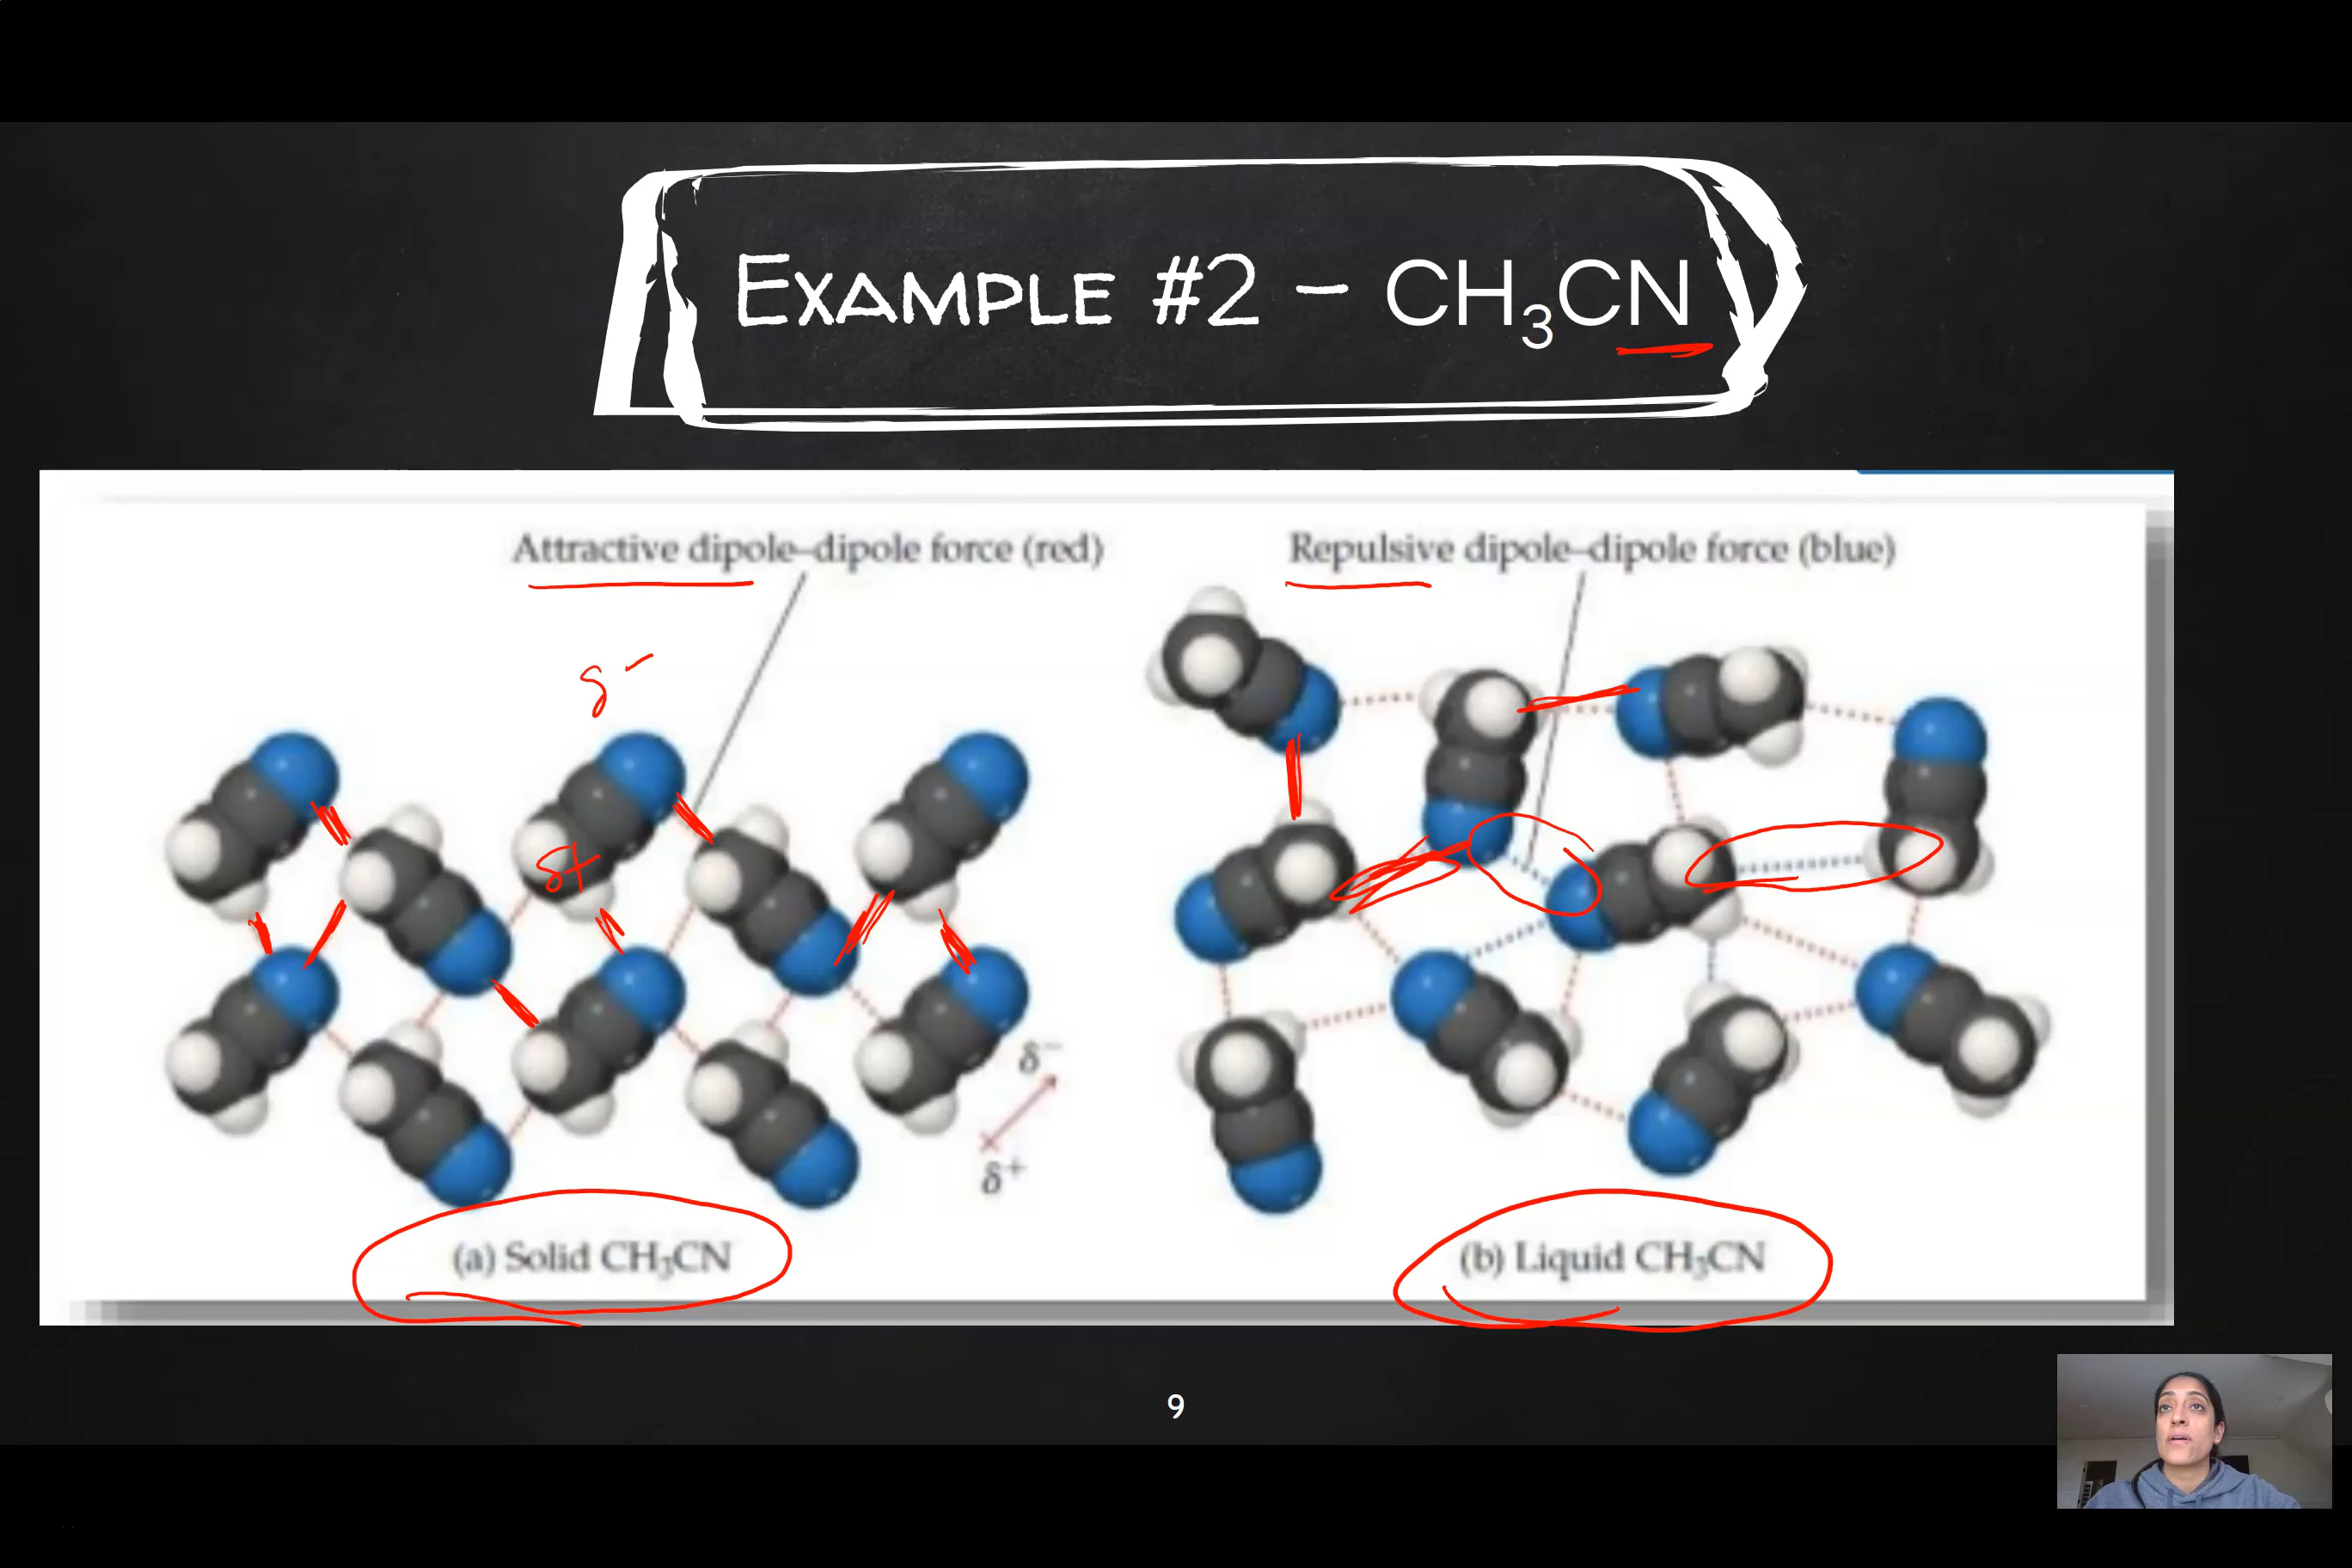 EXAMPLE #2 – CH₃CN
Attractive dipole–dipole force (red)
Repulsive dipole–dipole force (blue)
δ⁻
δ+
δ⁻
δ⁺
(a) Solid CH₃CN
(b) Liquid CH₃CN
9